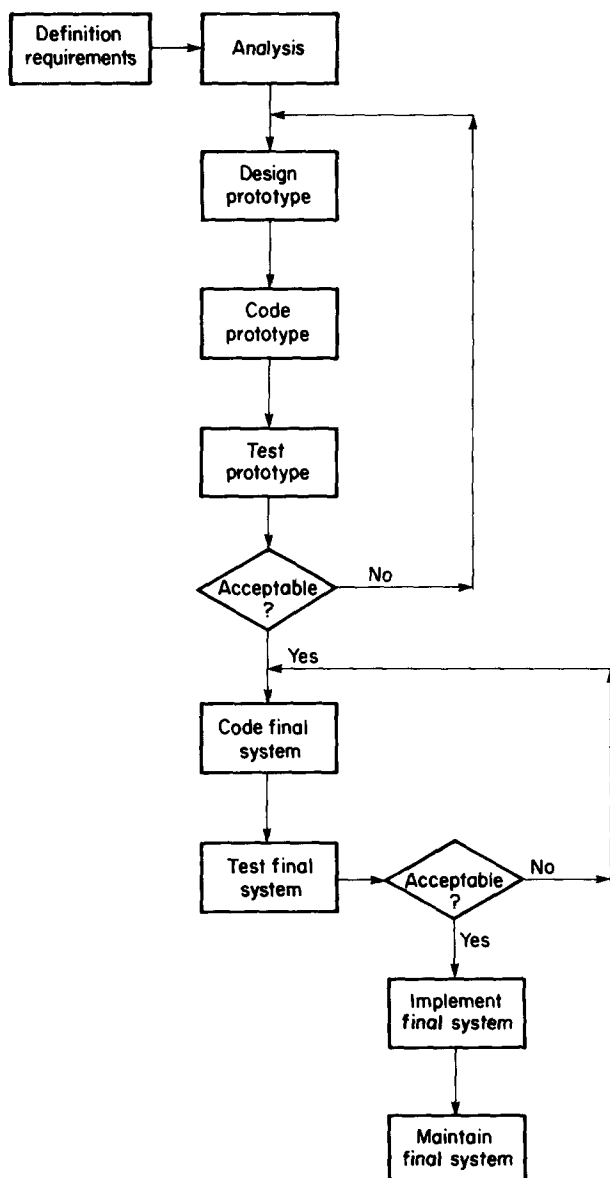 Definition
requirements
Analysis
Design
prototype
Code
prototype
Test
prototype
Acceptable
?
No
Yes
Code final
system
Test final
system
Acceptable
?
No
Yes
Implement
final system
Maintain
final system